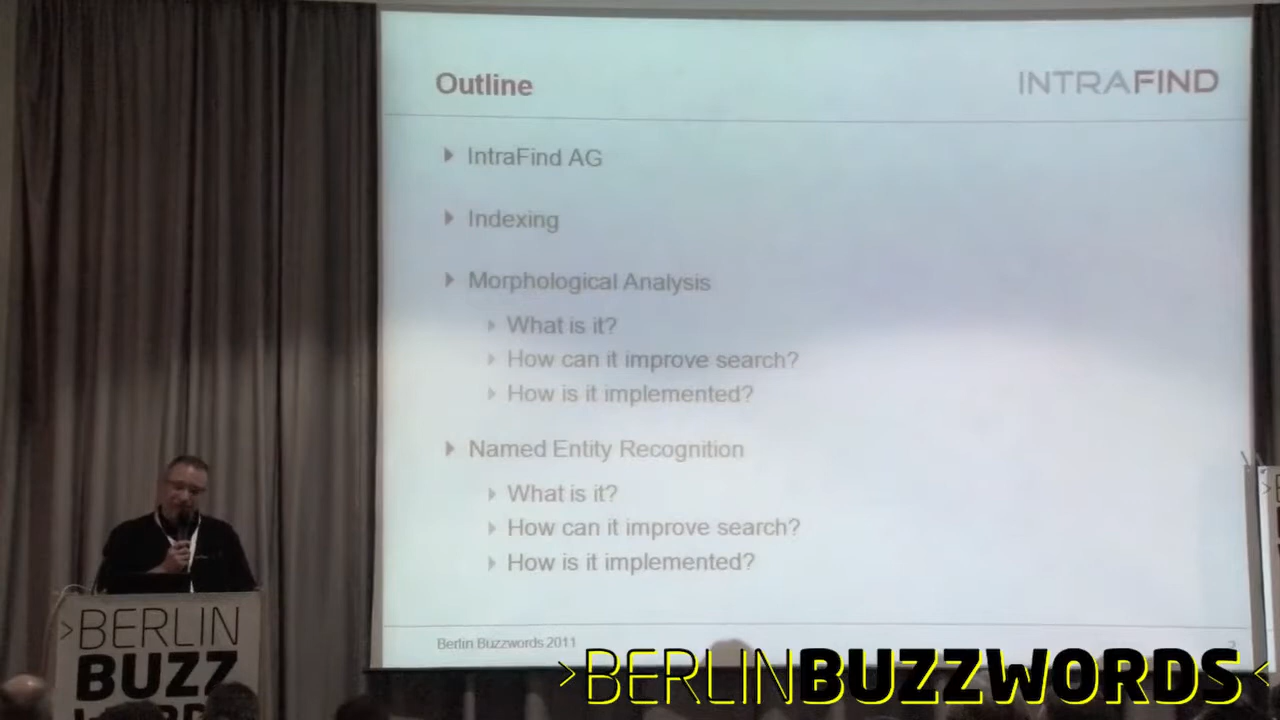 Outline
INTRAFIND
IntraFind AG
Indexing
Morphological Analysis
What is it?
How can it improve search?
How is it implemented?
Named Entity Recognition
What is it?
How can it improve search?
How is it implemented?
Berlin Buzzwords 2011
>BERLIN
BUZZ
>BERLINBUZZWORDS<